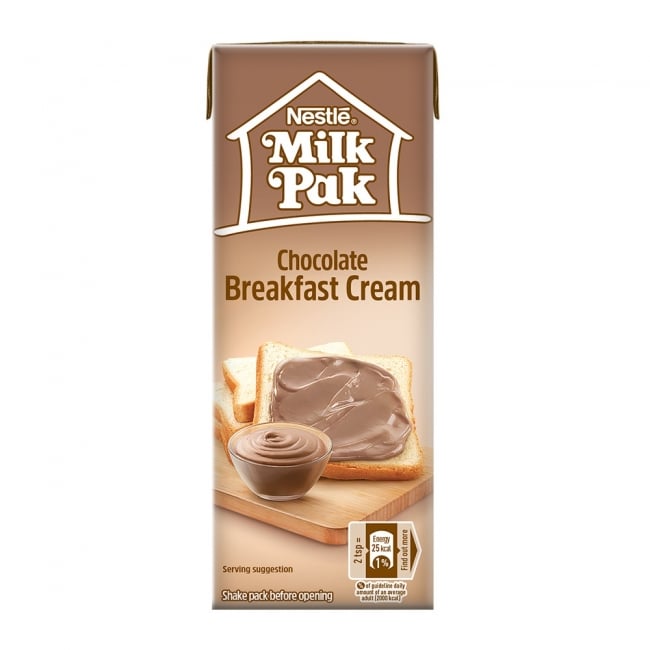 Nestlé®
Milk
Pak
Chocolate
Breakfast Cream
2 tsp =
Energy
25 kcal
1%
Find out more
% of guideline daily
amount of an average
adult (2000 kcal)
Serving suggestion
Shake pack before opening